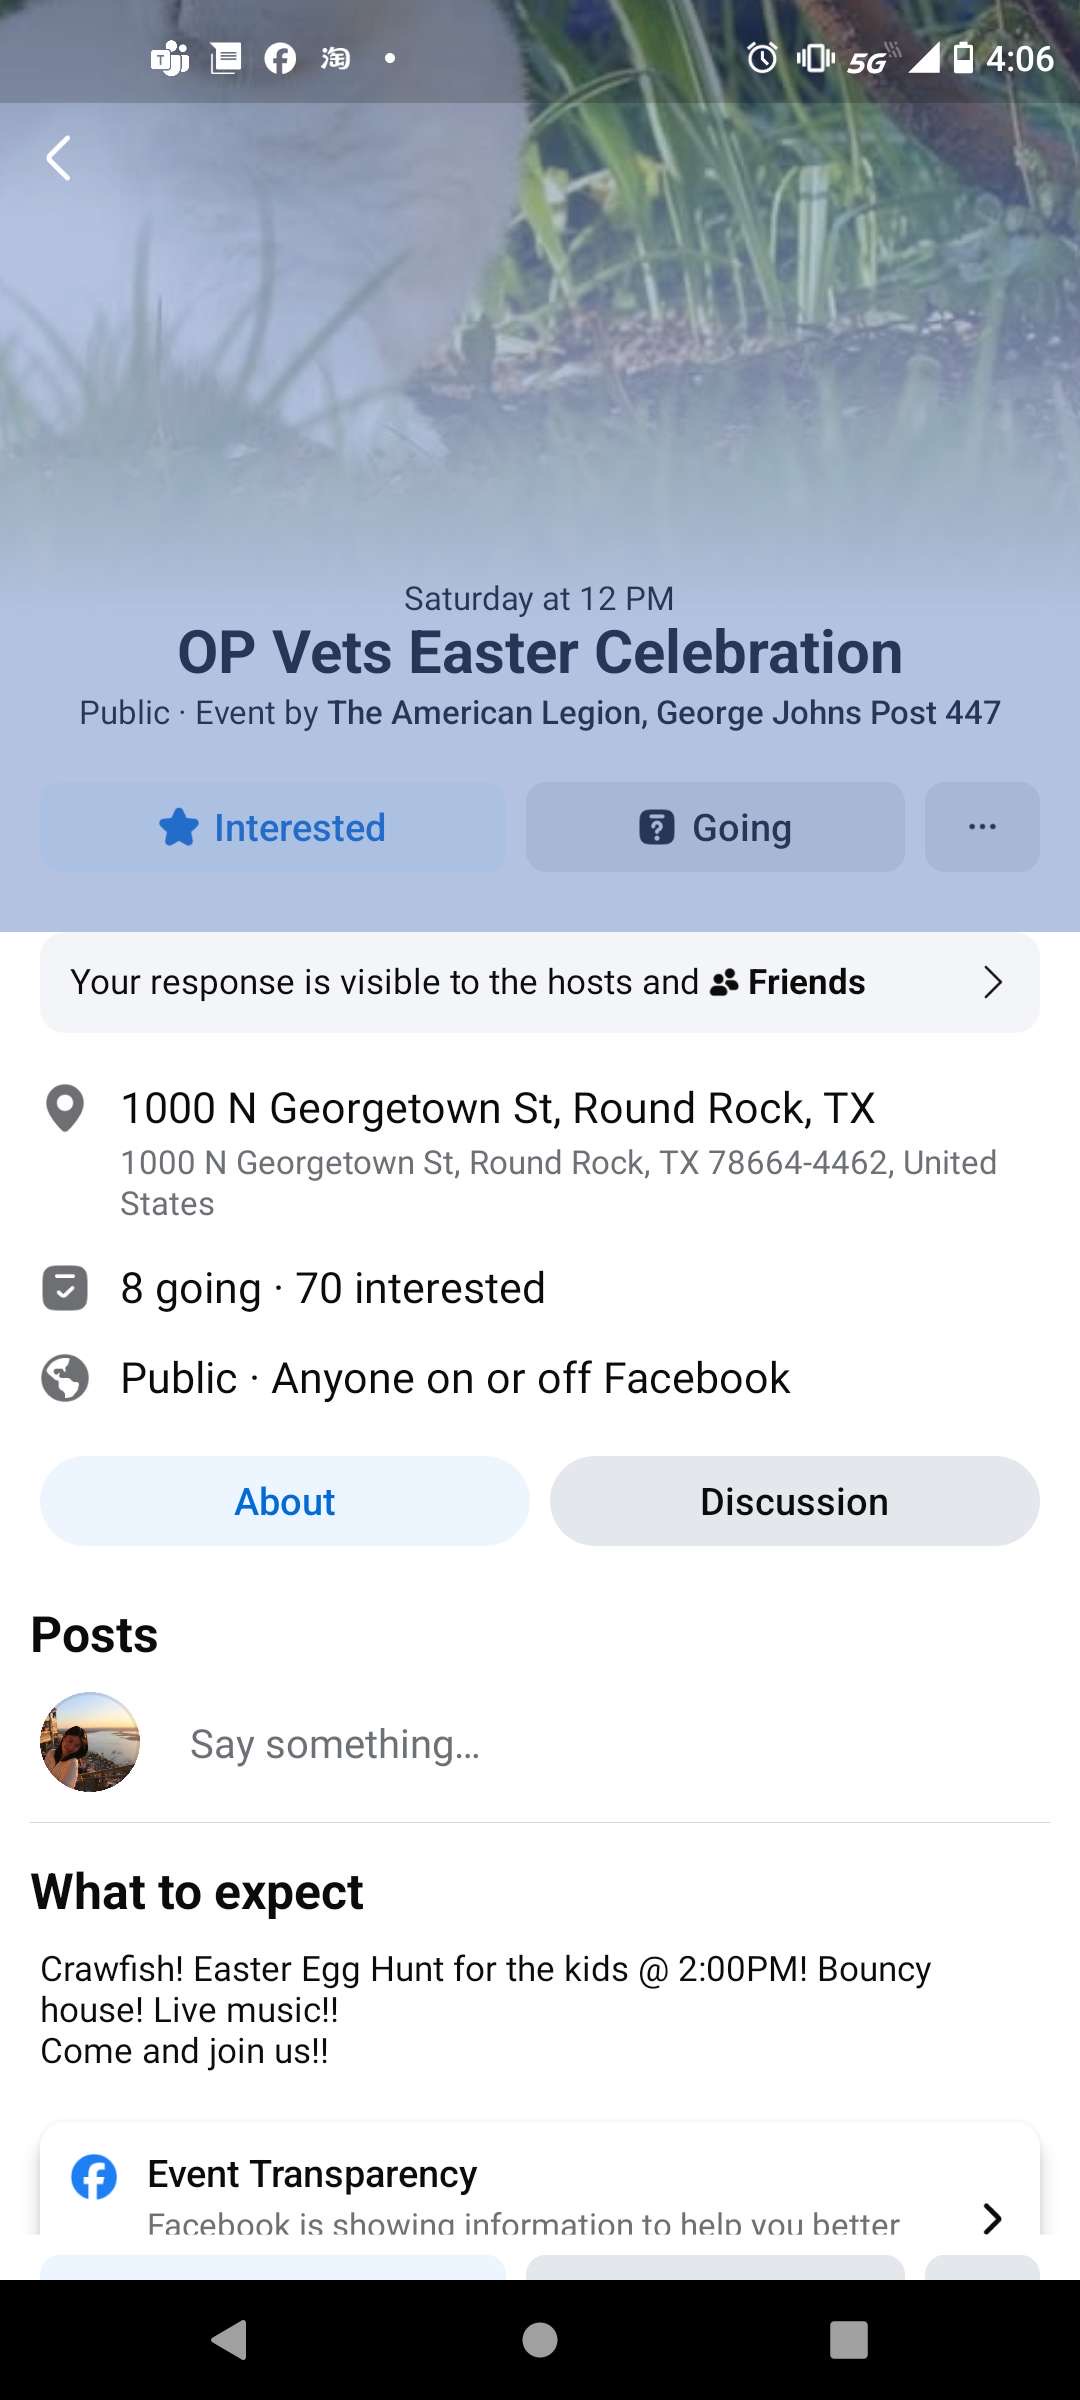 淘
5G
4:06
Saturday at 12 PM
OP Vets Easter Celebration
Public · Event by The American Legion, George Johns Post 447
Interested
Going
Your response is visible to the hosts and Friends
1000 N Georgetown St, Round Rock, TX
1000 N Georgetown St, Round Rock, TX 78664-4462, United
States
8 going · 70 interested
Public · Anyone on or off Facebook
About
Discussion
Posts
Say something...
What to expect
Crawfish! Easter Egg Hunt for the kids @ 2:00PM! Bouncy
house! Live music!!
Come and join us!!
Event Transparency
Facebook is showing information to help you better